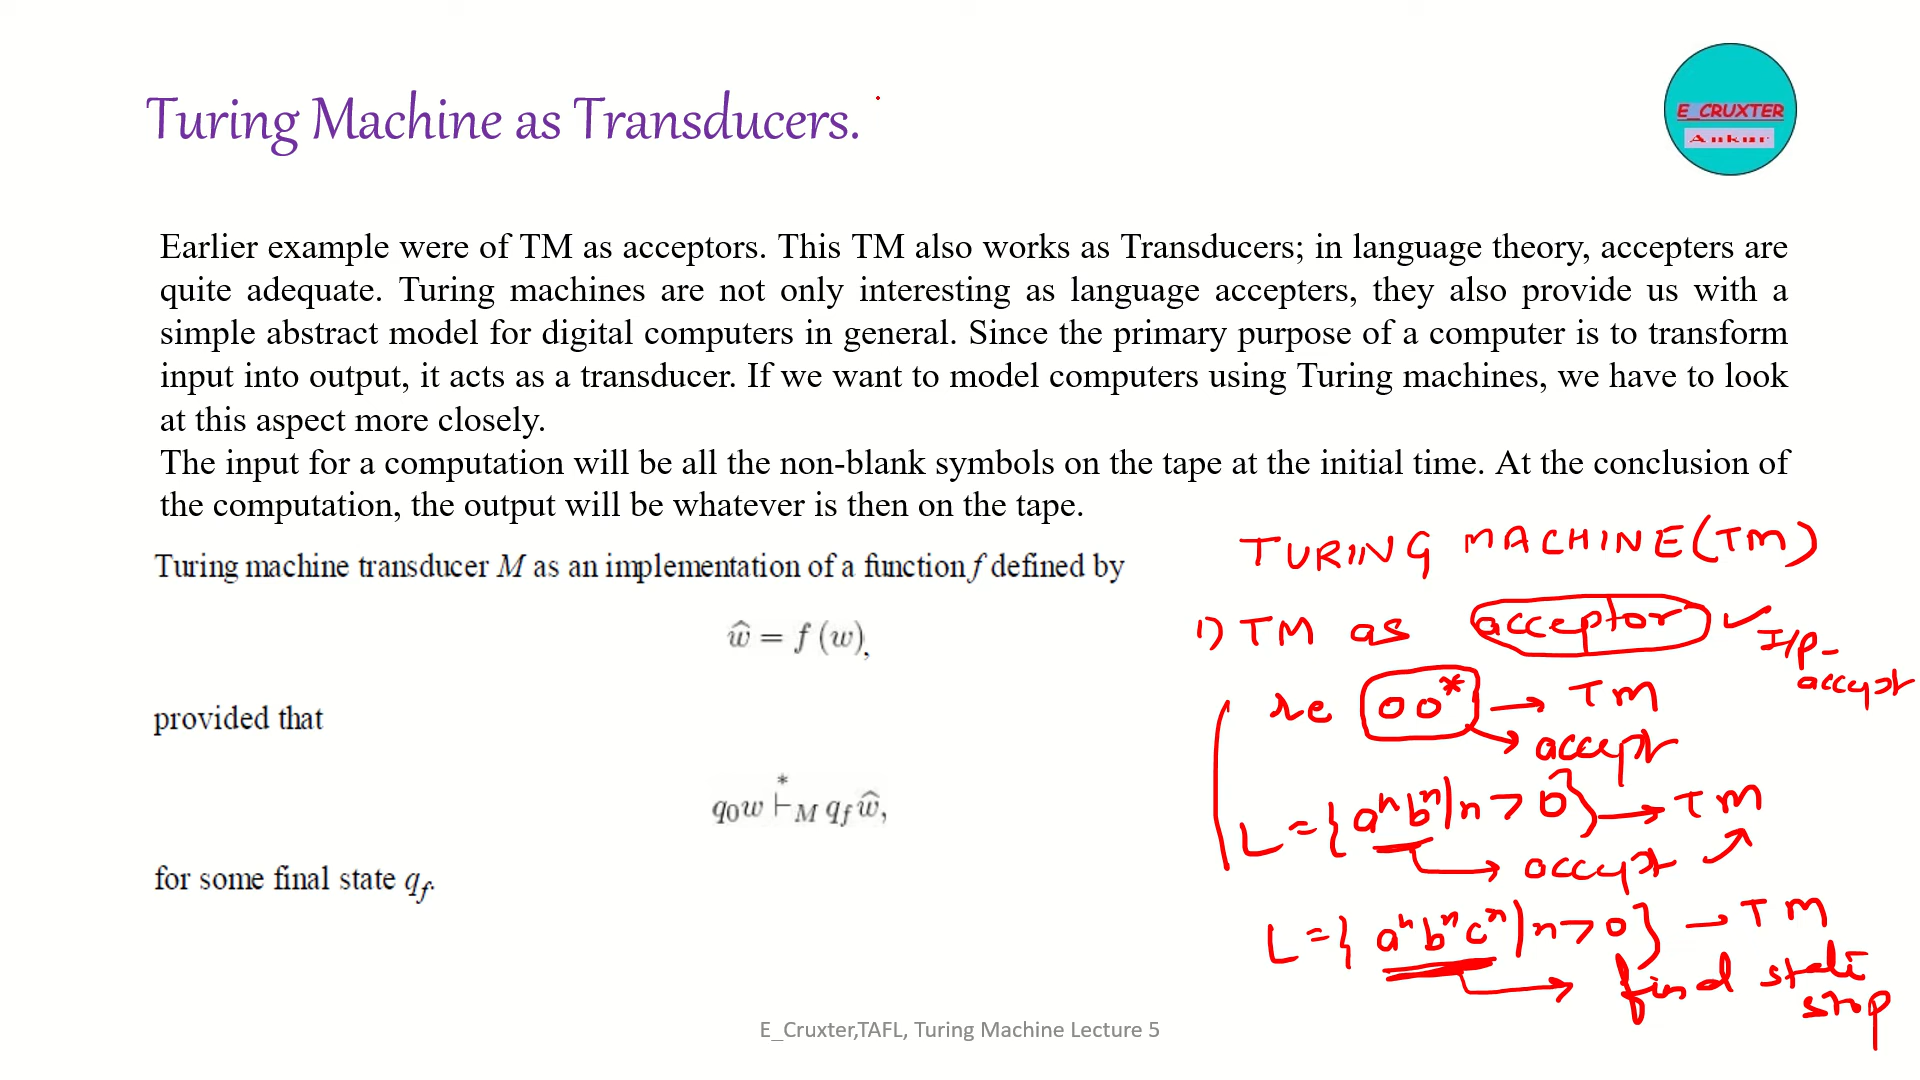 Turing Machine as Transducers.
E_CRUXTER
Ankur
Earlier example were of TM as acceptors. This TM also works as Transducers; in language theory, accepters are
quite adequate. Turing machines are not only interesting as language accepters, they also provide us with a
simple abstract model for digital computers in general. Since the primary purpose of a computer is to transform
input into output, it acts as a transducer. If we want to model computers using Turing machines, we have to look
at this aspect more closely.
The input for a computation will be all the non-blank symbols on the tape at the initial time. At the conclusion of
the computation, the output will be whatever is then on the tape.
Turing machine transducer M as an implementation of a function f defined by
ŵ = f (w),
provided that
q₀w ⊢*M qf ŵ,
for some final state qf.
TURING MACHINE(TM)
1) TM as acceptor ✓ I/p-
accept
re 00* → TM
→ accept
L={aⁿbⁿ|n>0} → TM
→ accept ↗
L={aⁿbⁿcⁿ|n>0} → TM
→ final state
stop
E_Cruxter,TAFL, Turing Machine Lecture 5